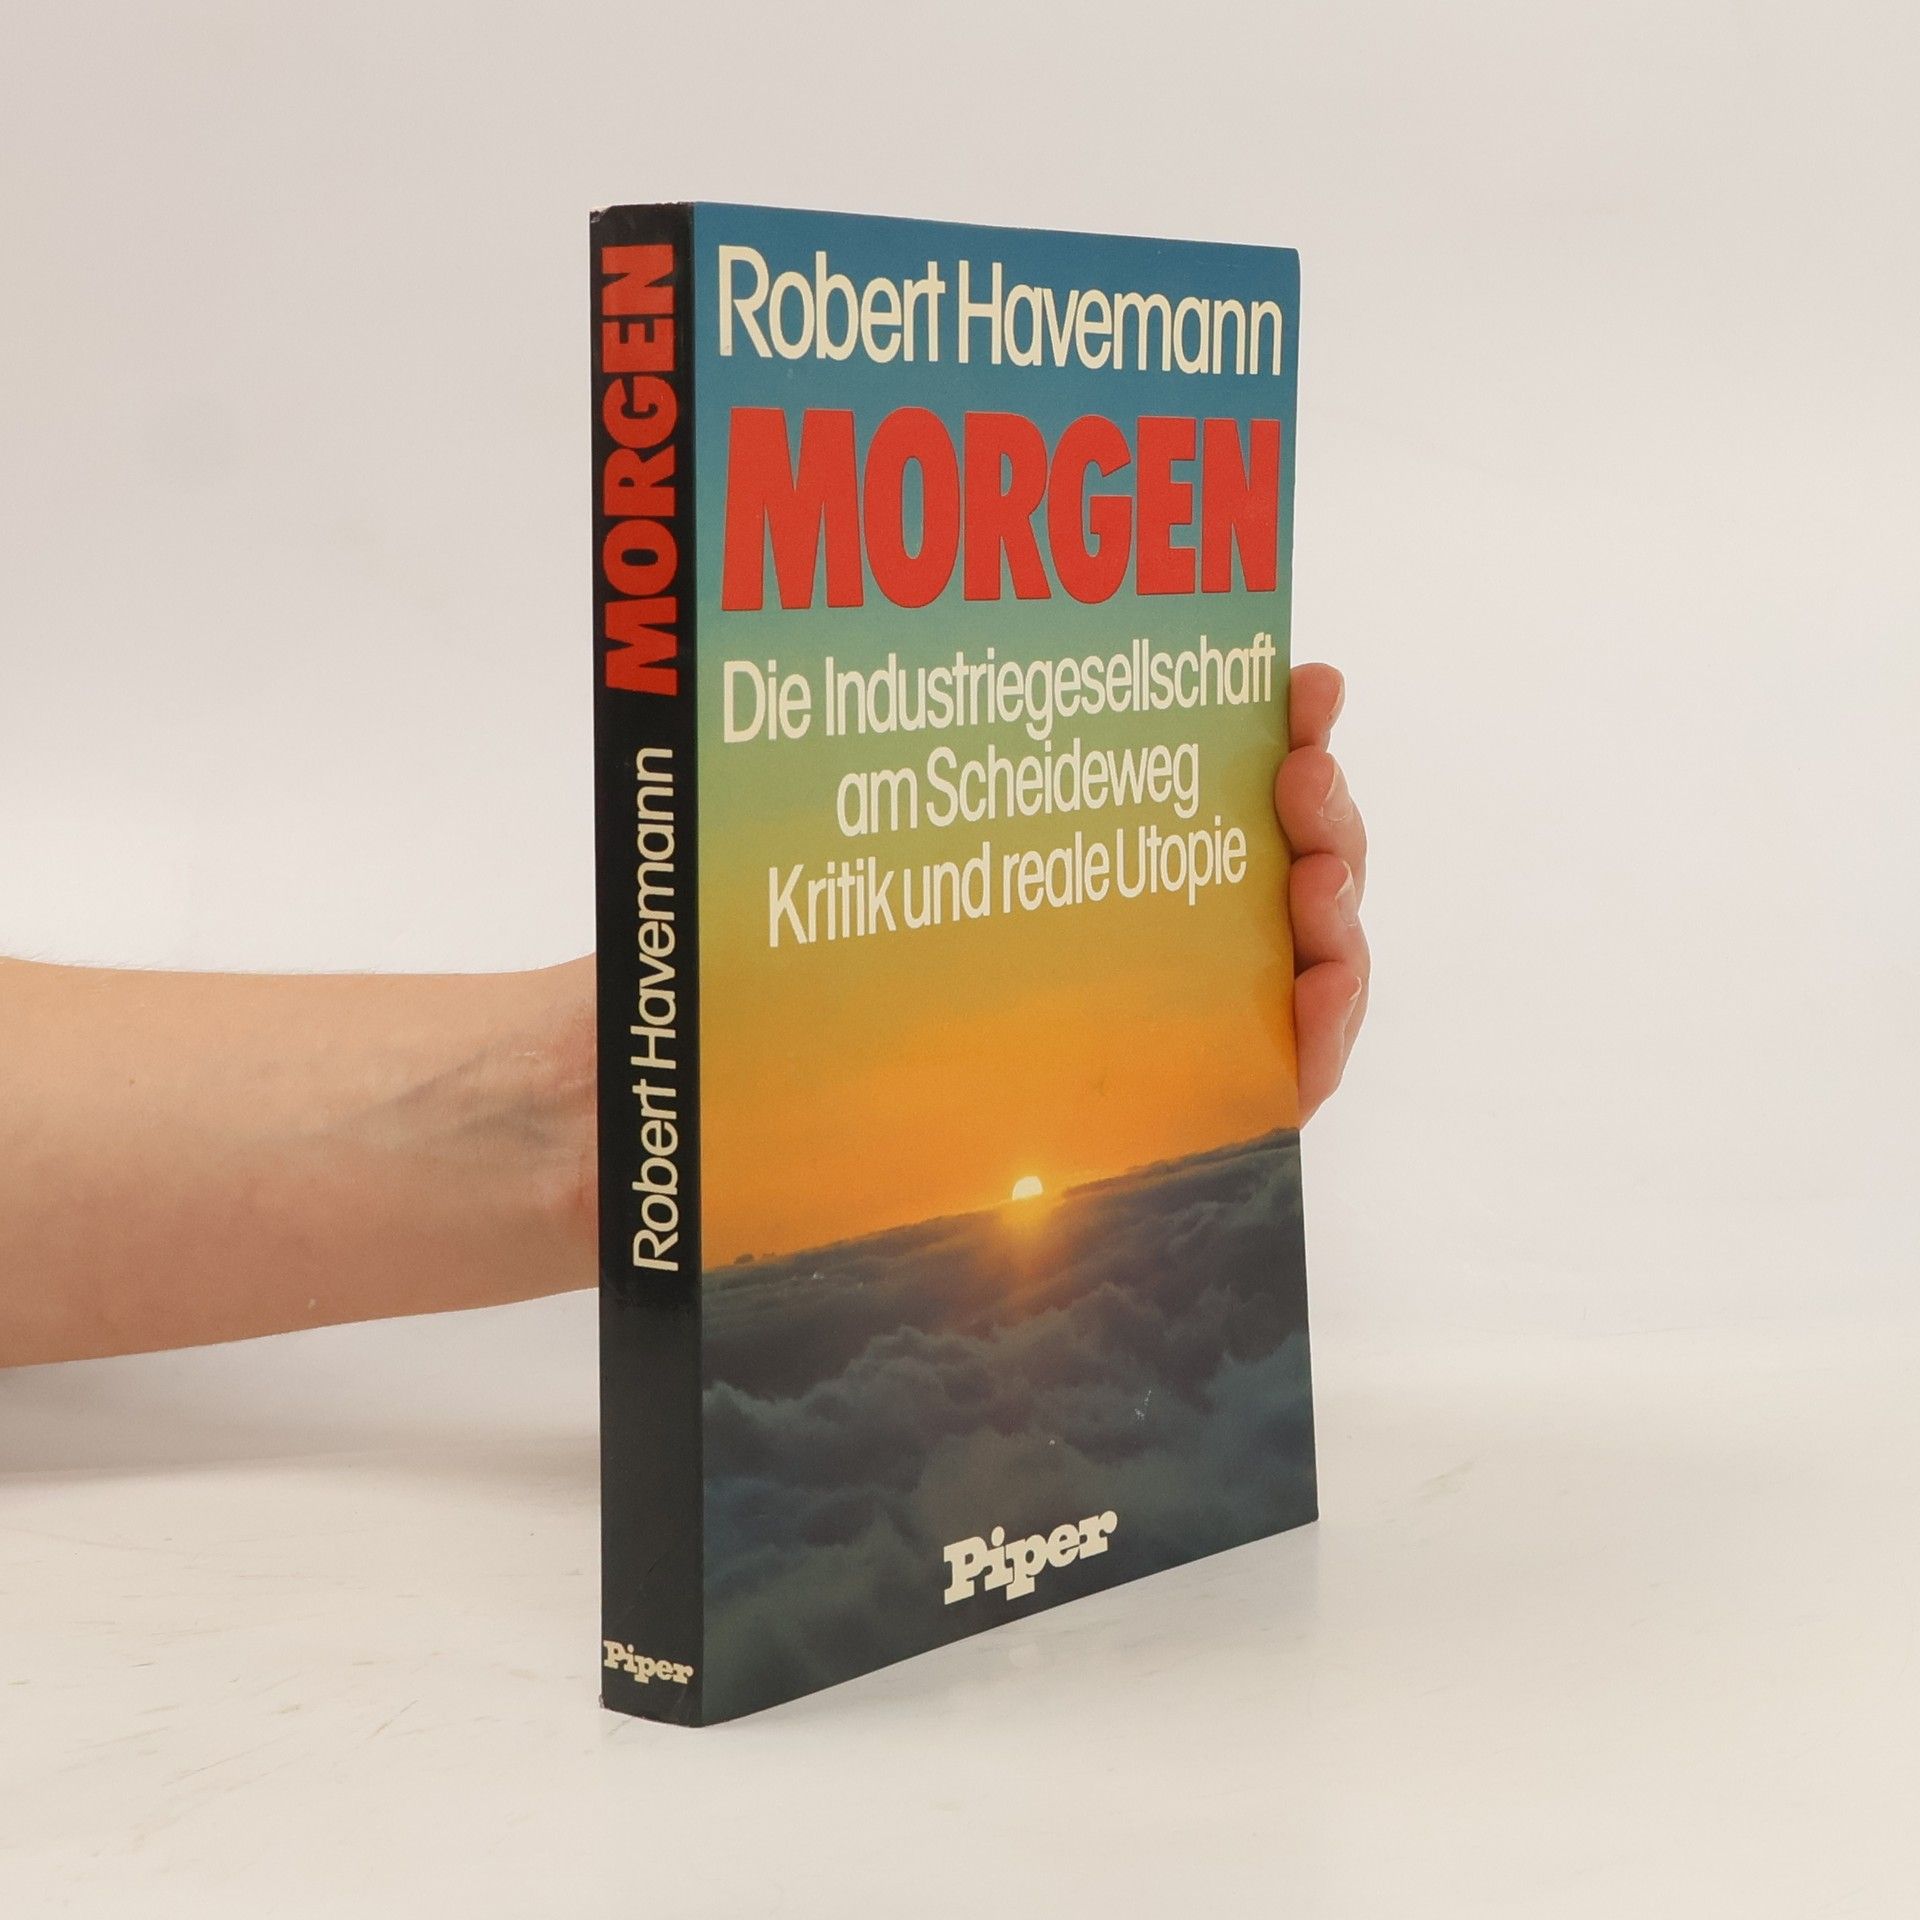 MORGEN
Robert Havemann
Piper
Robert Havemann
MORGEN
Die Industriegesellschaft
am Scheideweg
Kritik und reale Utopie
Piper